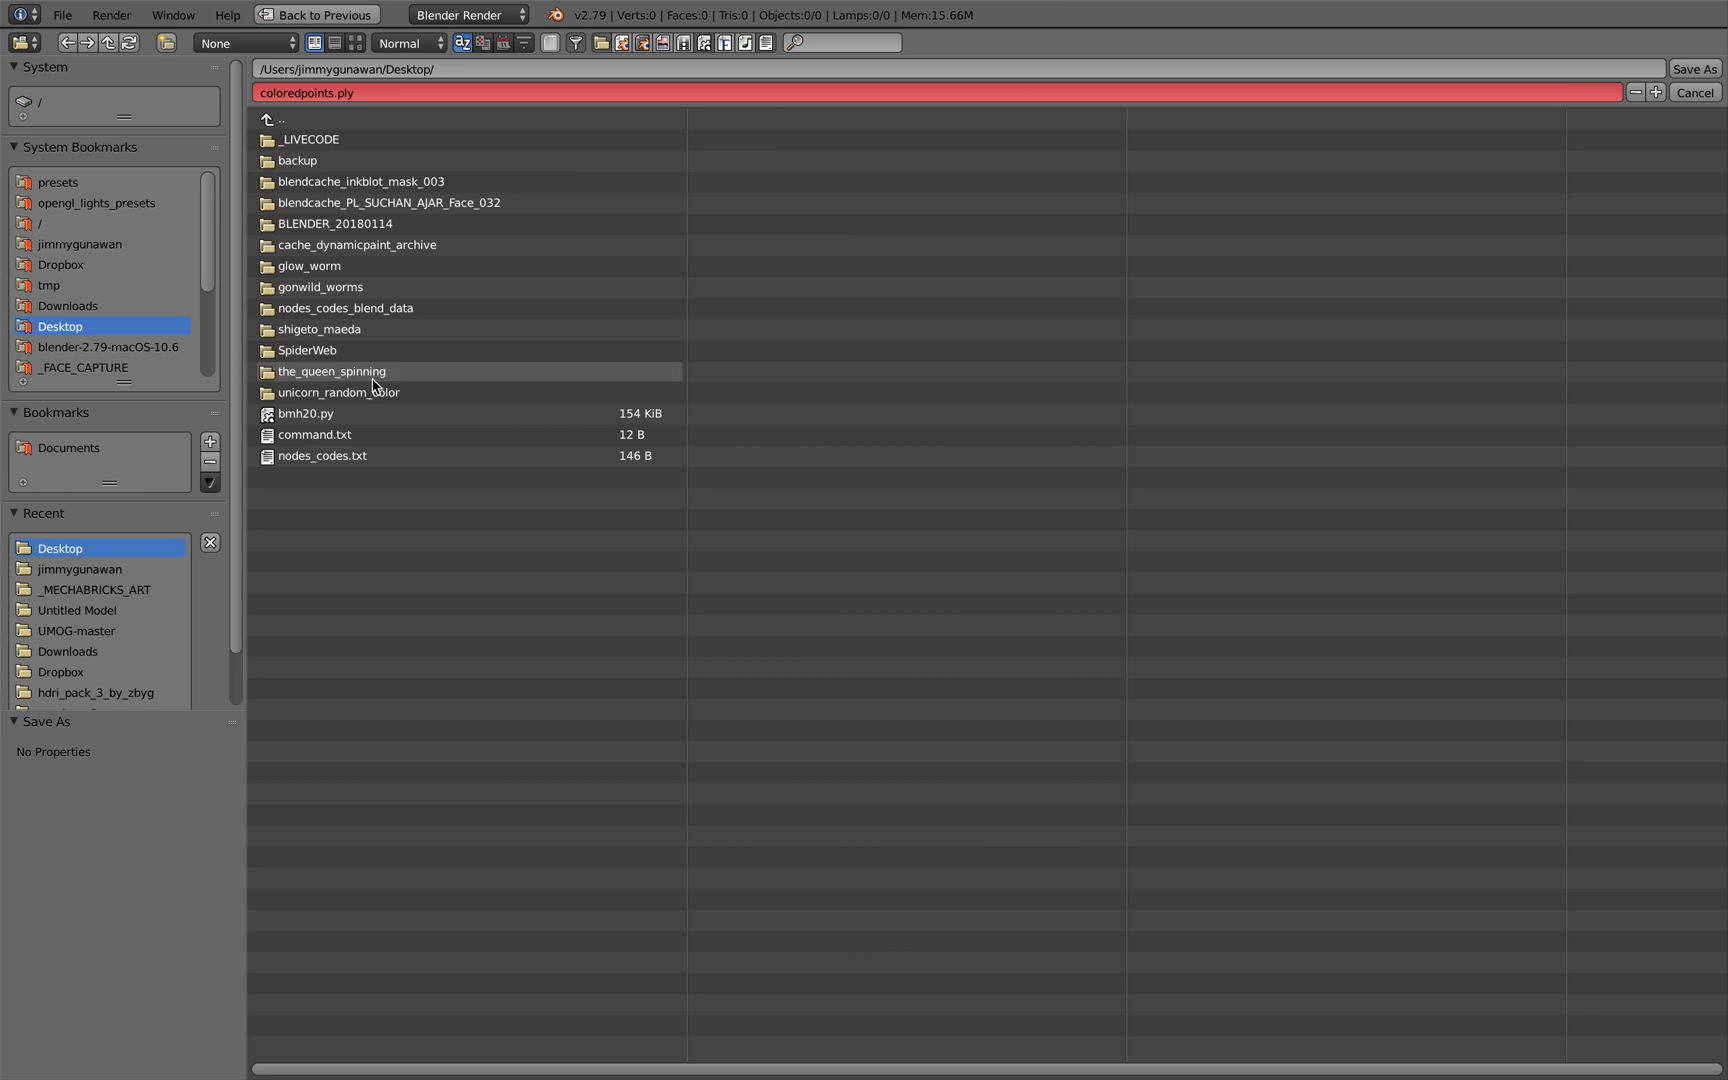 File Render Window Help Back to Previous Blender Render v2.79 | Verts:0 | Faces:0 | Tris:0 | Objects:0/0 | Lamps:0/0 | Mem:15.66M
None Normal
System
/
System Bookmarks
presets
opengl_lights_presets
/
jimmygunawan
Dropbox
tmp
Downloads
Desktop
blender-2.79-macOS-10.6
_FACE_CAPTURE
Bookmarks
Documents
Recent
Desktop
jimmygunawan
_MECHABRICKS_ART
Untitled Model
UMOG-master
Downloads
Dropbox
hdri_pack_3_by_zbyg
Save As
No Properties
/Users/jimmygunawan/Desktop/ Save As
coloredpoints.ply Cancel
..
_LIVECODE
backup
blendcache_inkblot_mask_003
blendcache_PL_SUCHAN_AJAR_Face_032
BLENDER_20180114
cache_dynamicpaint_archive
glow_worm
gonwild_worms
nodes_codes_blend_data
shigeto_maeda
SpiderWeb
the_queen_spinning
unicorn_random_color
bmh20.py 154 KiB
command.txt 12 B
nodes_codes.txt 146 B